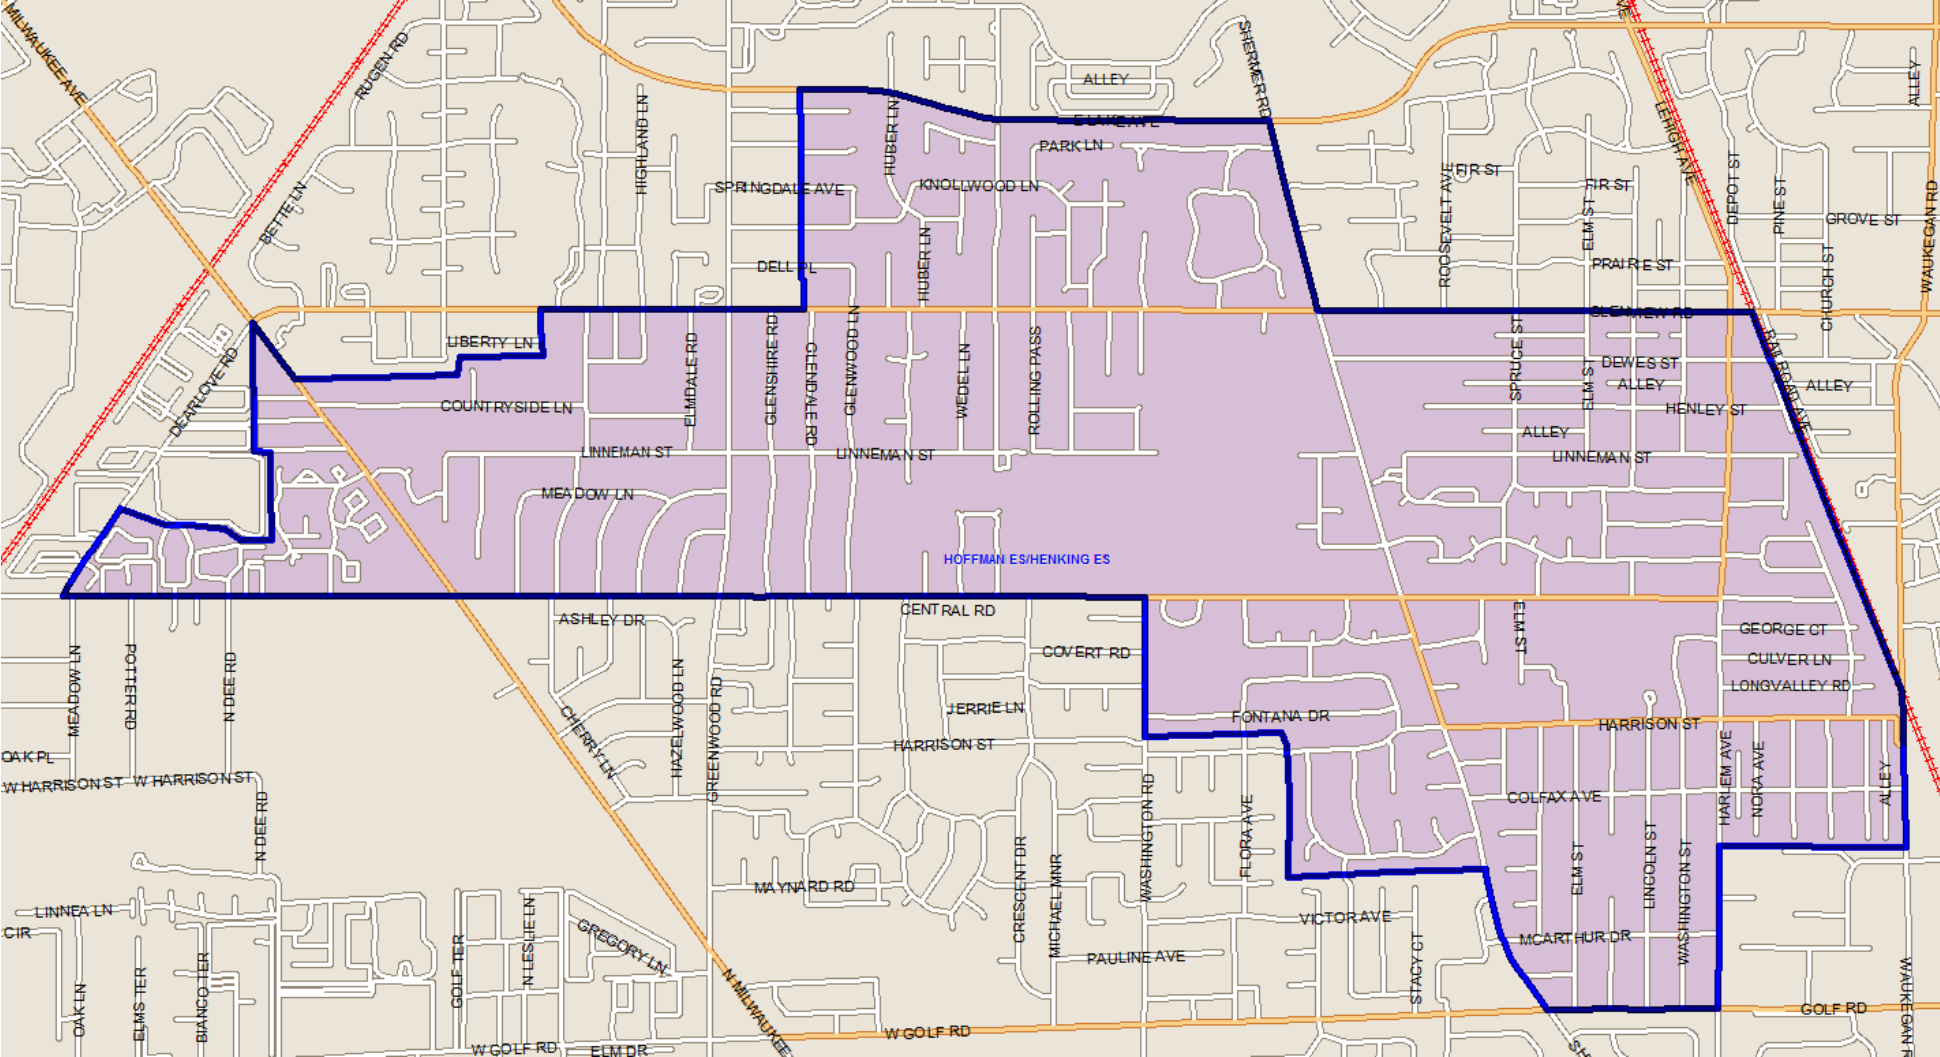 MILWAUKEE AVE
RUGEN RD
SHERMER RD
ALLEY
ALLEY
HIGHLAND LN
HUBER LN
E LAKE AVE
LEHIGH AVE
PARK LN
BETTE LN
SPRINGDALE AVE
KNOLLWOOD LN
ROOSEVELT AVE
FIR ST
FIR ST
ELM ST
DEPOT ST
PINE ST
GROVE ST
WAUKEGAN RD
DELL PL
HUBER LN
PRAIRIE ST
CHURCH ST
GLENVIEW RD
LIBERTY LN
DEARLOVE RD
ELMDALE RD
GLENSHIRE RD
GLENDALE RD
GLENWOOD LN
WEDEL LN
ROLLING PASS
SPRUCE ST
ELM ST
DEWES ST
ALLEY
RAILROAD AVE
ALLEY
COUNTRYSIDE LN
HENLEY ST
ALLEY
LINNEMAN ST
LINNEMAN ST
LINNEMAN ST
MEADOW LN
HOFFMAN ES/HENKING ES
CENTRAL RD
ASHLEY DR
ELM ST
GEORGE CT
COVERT RD
CULVER LN
MEADOW LN
POTTER RD
N DEE RD
HAZELWOOD LN
GREENWOOD RD
LONGVALLEY RD
JERRIE LN
FONTANA DR
CHERRY LN
HARRISON ST
HARRISON ST
OAK PL
W HARRISON ST
W HARRISON ST
HARLEM AVE
NORA AVE
ALLEY
COLFAX AVE
N DEE RD
WASHINGTON RD
FLORA AVE
ELM ST
LINCOLN ST
WASHINGTON ST
MAYNARD RD
CRESCENT DR
MICHAEL MNR
LINNEA LN
CIR
VICTOR AVE
GREGORY LN
MCARTHUR DR
PAULINE AVE
OAK LN
ELMS TER
BIANCO TER
GOLF TER
N LESLIE LN
STACY CT
N MILWAUKEE
WAUKEGAN R
GOLF RD
W GOLF RD
W GOLF RD
ELM DR
SH